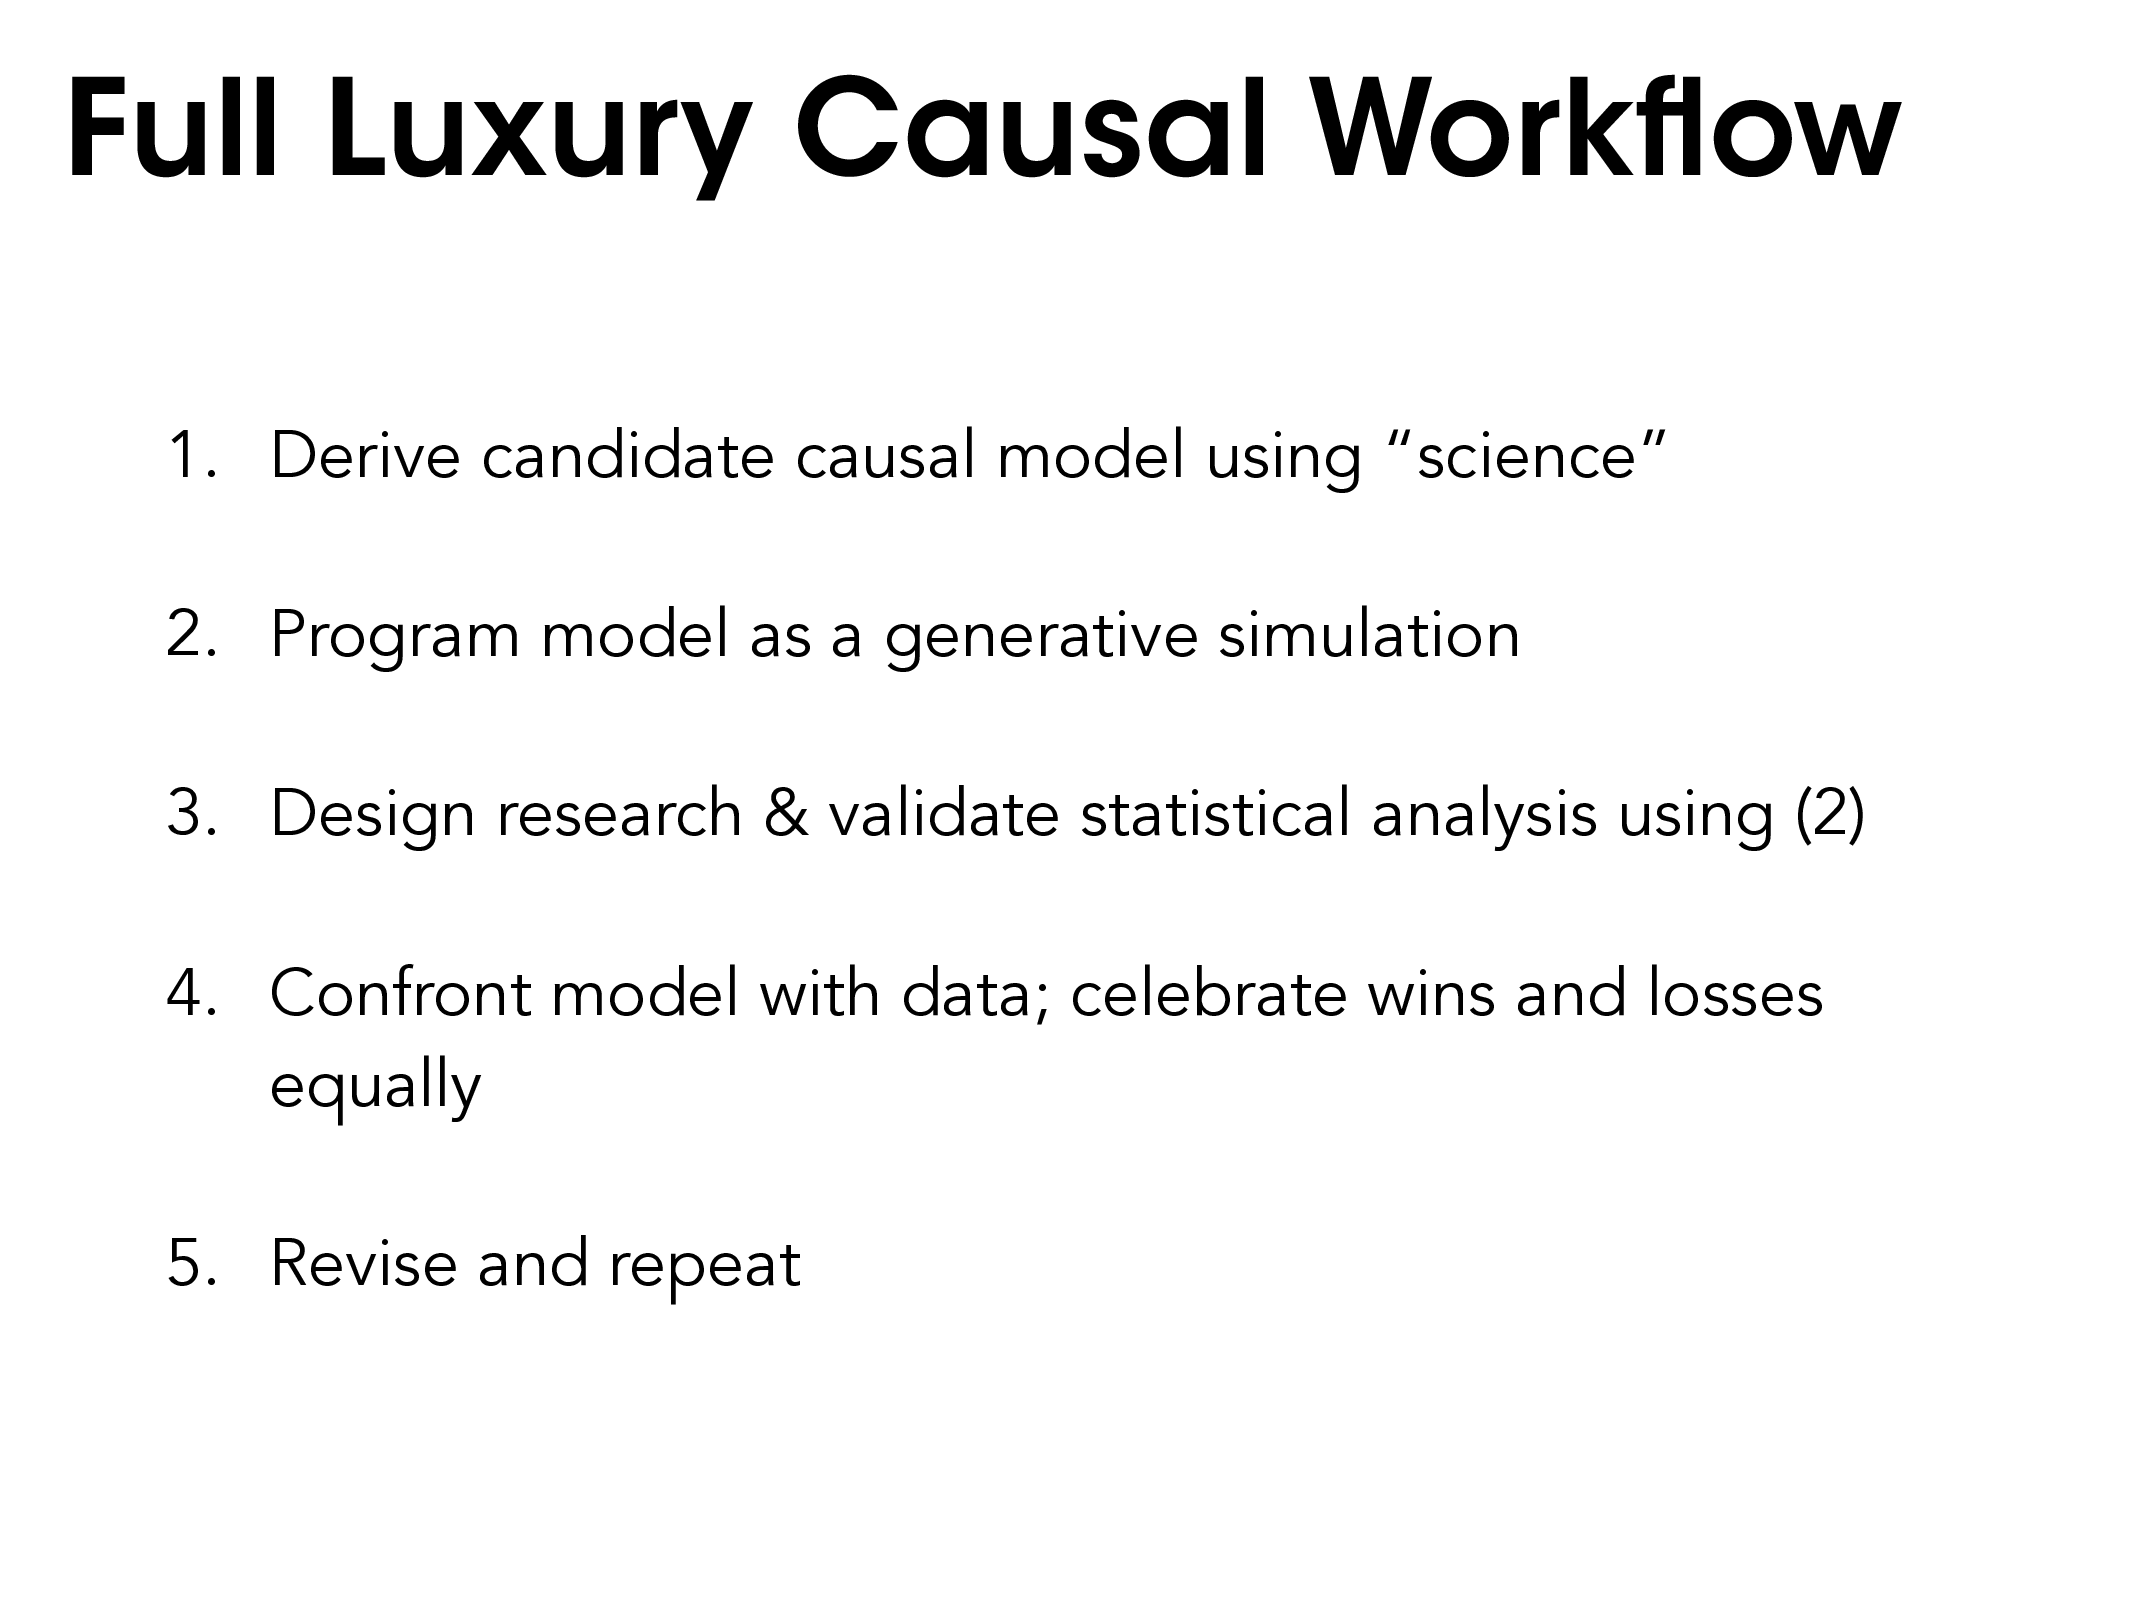 Full Luxury Causal Workflow
1. Derive candidate causal model using “science”
2. Program model as a generative simulation
3. Design research & validate statistical analysis using (2)
4. Confront model with data; celebrate wins and losses
equally
5. Revise and repeat